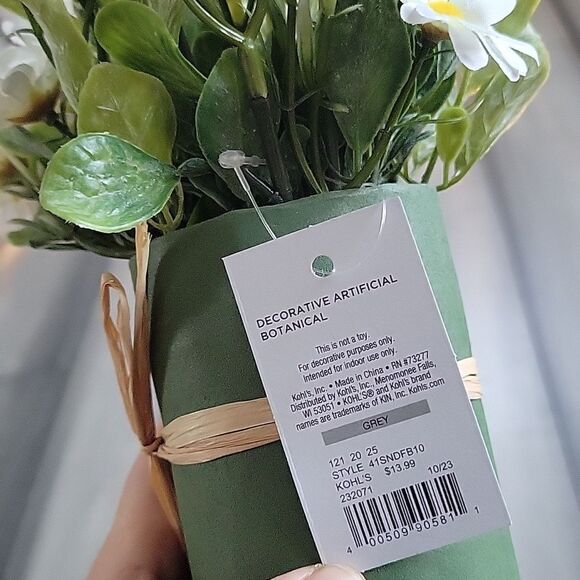 DECORATIVE ARTIFICIAL
BOTANICAL
This is not a toy.
For decorative purposes only.
Intended for indoor use only.
Kohl's, Inc. • Made in China • RN #73277
Distributed by Kohl's, Inc., Menomonee Falls,
WI 53051 • KOHL'S® and Kohl's brand
names are trademarks of KIN, Inc. Kohls.com
GREY
121 20 25
STYLE 41SNDFB10
KOHL'S $13.99 10/23
232071
4 00509 90581 1